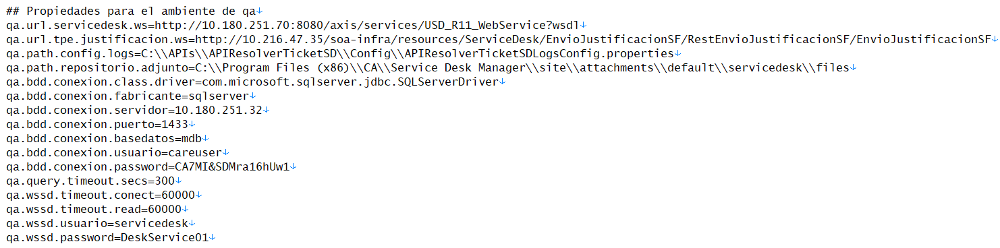 ## Propiedades para el ambiente de qa↓
qa.url.servicedesk.ws=http://10.180.251.70:8080/axis/services/USD_R11_WebService?wsdl↓
qa.url.tpe.justificacion.ws=http://10.216.47.35/soa-infra/resources/ServiceDesk/EnvioJustificacionSF/RestEnvioJustificacionSF/EnvioJustificacionSF↓
qa.path.config.logs=C:\\APIs\\APIResolverTicketSD\\Config\\APIResolverTicketSDLogsConfig.properties↓
qa.path.repositorio.adjunto=C:\\Program Files (x86)\\CA\\Service Desk Manager\\site\\attachments\\default\\servicedesk\\files↓
qa.bdd.conexion.class.driver=com.microsoft.sqlserver.jdbc.SQLServerDriver↓
qa.bdd.conexion.fabricante=sqlserver↓
qa.bdd.conexion.servidor=10.180.251.32↓
qa.bdd.conexion.puerto=1433↓
qa.bdd.conexion.basedatos=mdb↓
qa.bdd.conexion.usuario=careuser↓
qa.bdd.conexion.password=CA7MI&SDMra16hUw1↓
qa.query.timeout.secs=300↓
qa.wssd.timeout.conect=60000↓
qa.wssd.timeout.read=60000↓
qa.wssd.usuario=servicedesk↓
qa.wssd.password=DeskService01↓